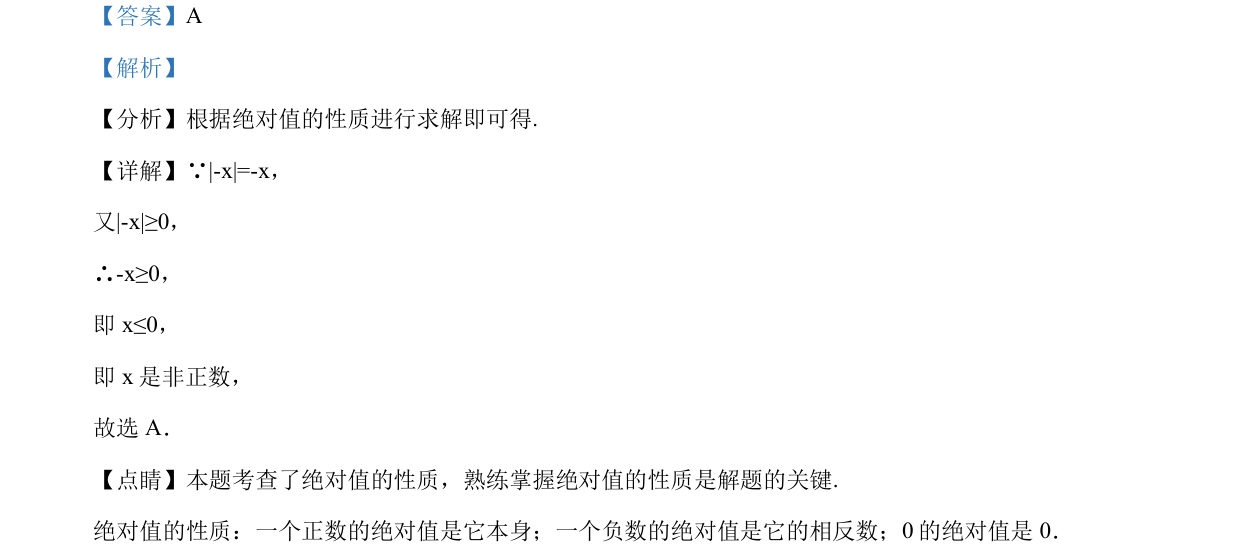 【答案】A
【解析】
【分析】根据绝对值的性质进行求解即可得.
【详解】∵|-x|=-x，
又|-x|≥0，
∴-x≥0，
即 x≤0，
即 x 是非正数，
故选 A．
【点睛】本题考查了绝对值的性质，熟练掌握绝对值的性质是解题的关键.
绝对值的性质：一个正数的绝对值是它本身；一个负数的绝对值是它的相反数；0 的绝对值是 0．